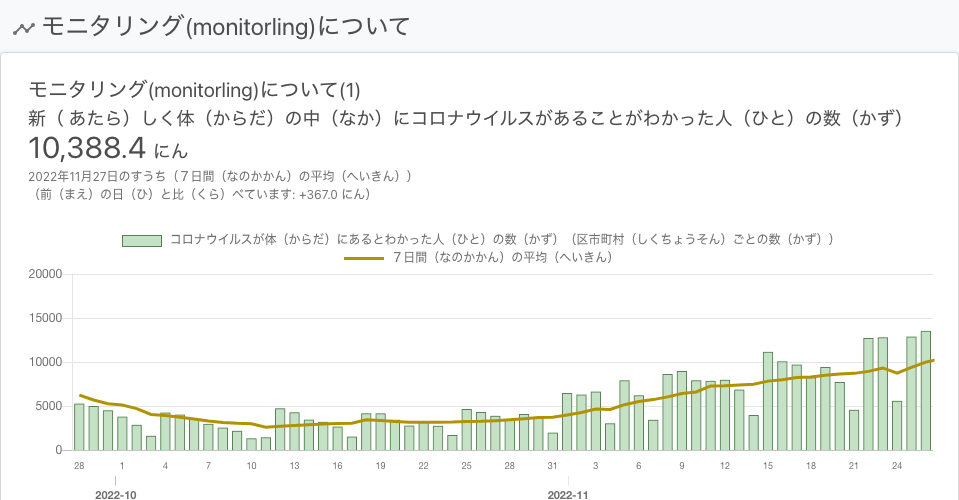 モニタリング(monitorling)について
モニタリング(monitorling)について(1)
新（ あたら）しく体（からだ）の中（なか）にコロナウイルスがあることがわかった人（ひと）の数（かず）
10,388.4 にん
2022年11月27日のすうち（７日間（なのかかん）の平均（へいきん））
（前（まえ）の日（ひ）と比（くら）べています: +367.0 にん）
コロナウイルスが体（からだ）にあるとわかった人（ひと）の数（かず）（区市町村（しくちょうそん）ごとの数（かず））
７日間（なのかかん）の平均（へいきん）
20000
15000
10000
5000
0
28 1 4 7 10 13 16 19 22 25 28 31 3 6 9 12 15 18 21 24
2022-10 2022-11